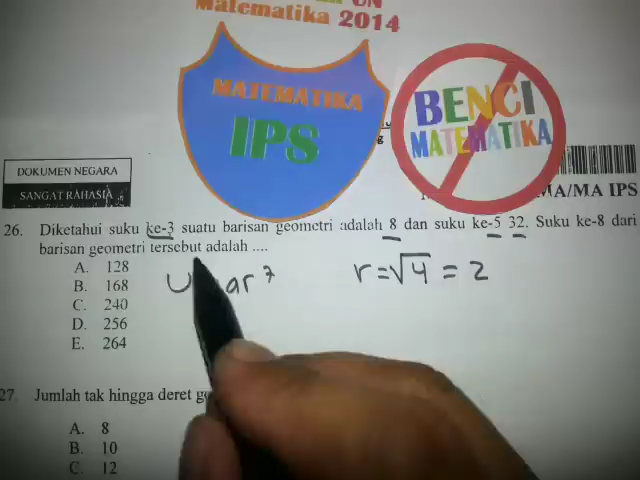 Matematika 2014
MATEMATIKA
IPS
BENCI
MATEMATIKA
DOKUMEN NEGARA
SANGAT RAHASIA
MA/MA IPS
26. Diketahui suku ke-3 suatu barisan geometri adalah 8 dan suku ke-5 32. Suku ke-8 dari
barisan geometri tersebut adalah ....
A. 128
B. 168
C. 240
D. 256
E. 264
ar⁷
r=√4 = 2
27. Jumlah tak hingga deret
A. 8
B. 10
C. 12